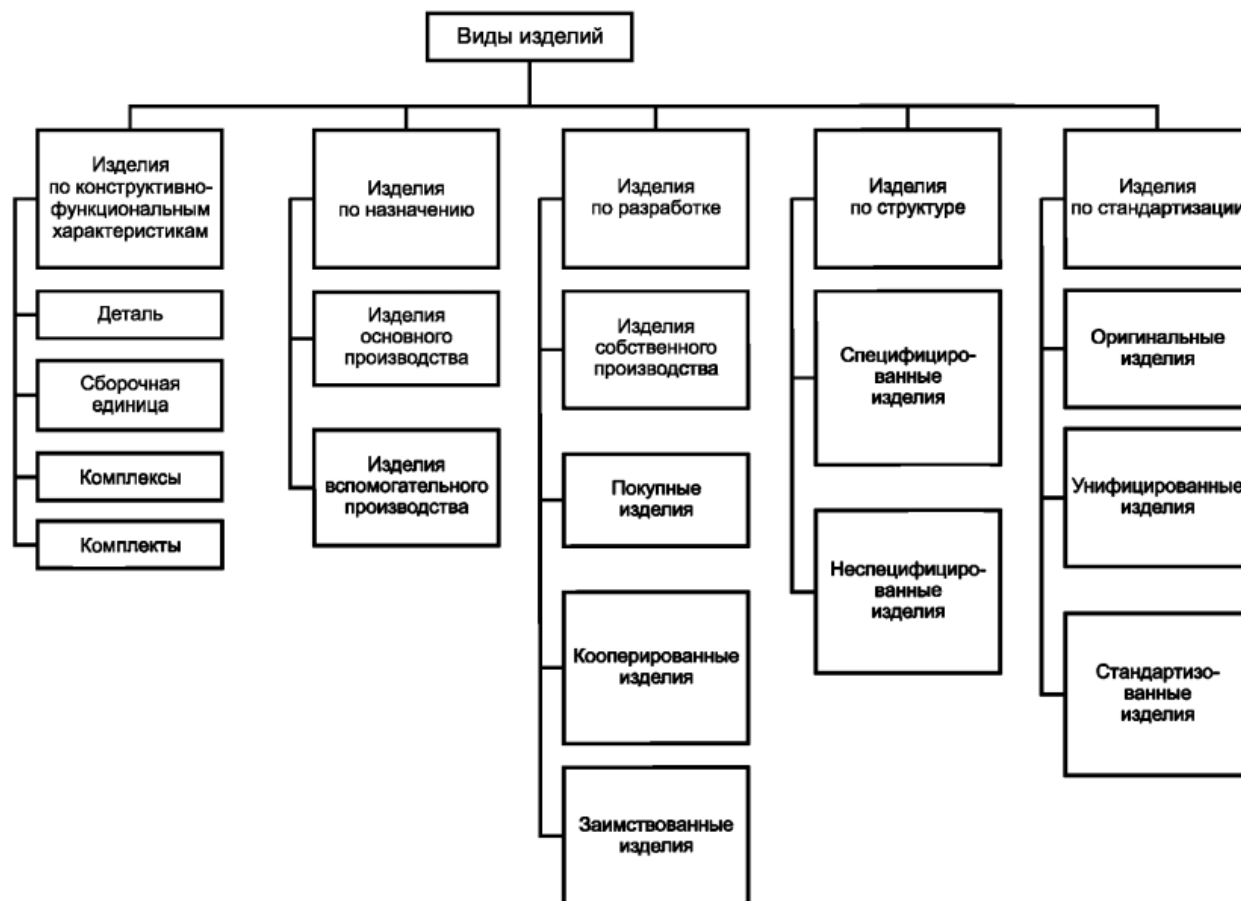 Виды изделий
Изделия
по конструктивно-
функциональным
характеристикам
Деталь
Сборочная
единица
Комплексы
Комплекты
Изделия
по назначению
Изделия
основного
производства
Изделия
вспомогательного
производства
Изделия
по разработке
Изделия
собственного
производства
Покупные
изделия
Кооперированные
изделия
Заимствованные
изделия
Изделия
по структуре
Специфициро-
ванные
изделия
Неспецифициро-
ванные
изделия
Изделия
по стандартизации
Оригинальные
изделия
Унифицированные
изделия
Стандартизо-
ванные
изделия